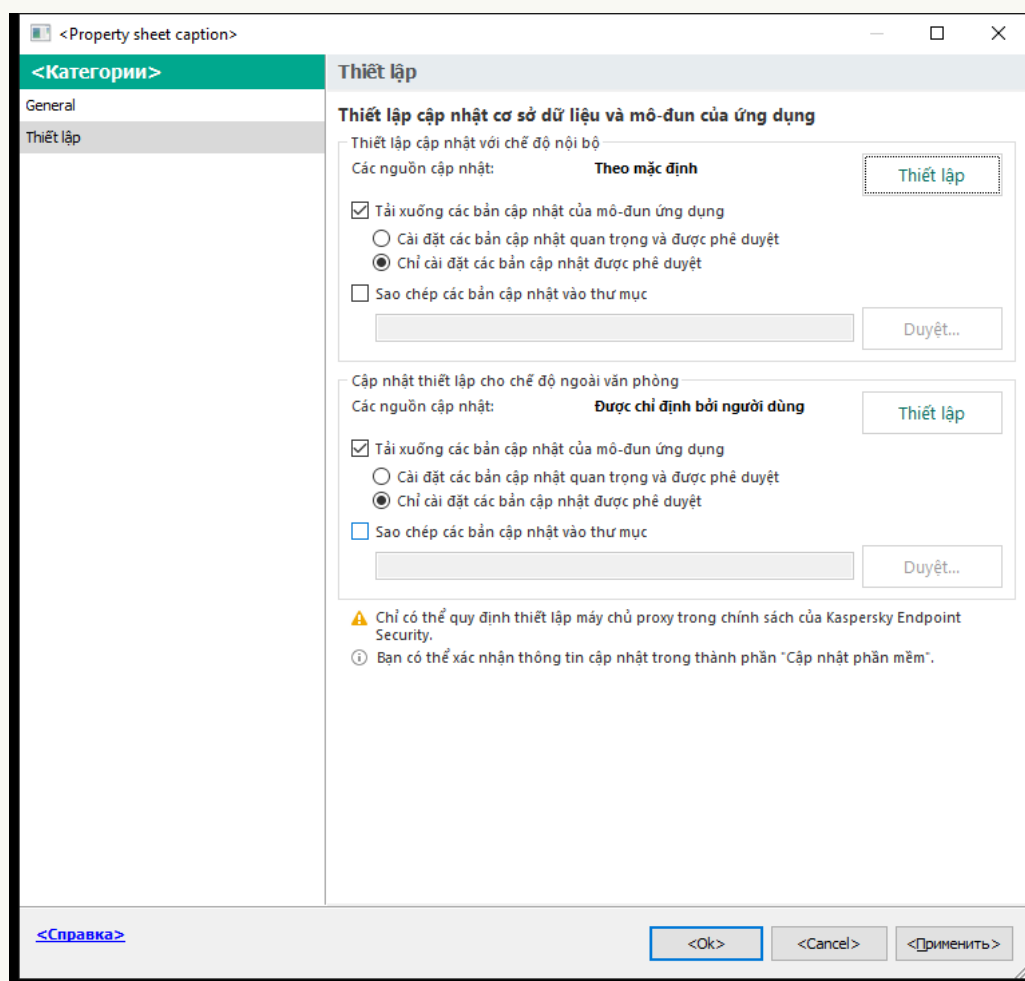 <Property sheet caption>
<Категории>
Thiết lập
General
Thiết lập
Thiết lập cập nhật cơ sở dữ liệu và mô-đun của ứng dụng
Thiết lập cập nhật với chế độ nội bộ
Các nguồn cập nhật: Theo mặc định Thiết lập
Tải xuống các bản cập nhật của mô-đun ứng dụng
Cài đặt các bản cập nhật quan trọng và được phê duyệt
Chỉ cài đặt các bản cập nhật được phê duyệt
Sao chép các bản cập nhật vào thư mục
Duyệt...
Cập nhật thiết lập cho chế độ ngoài văn phòng
Các nguồn cập nhật: Được chỉ định bởi người dùng Thiết lập
Tải xuống các bản cập nhật của mô-đun ứng dụng
Cài đặt các bản cập nhật quan trọng và được phê duyệt
Chỉ cài đặt các bản cập nhật được phê duyệt
Sao chép các bản cập nhật vào thư mục
Duyệt...
Chỉ có thể quy định thiết lập máy chủ proxy trong chính sách của Kaspersky Endpoint
Security.
Bạn có thể xác nhận thông tin cập nhật trong thành phần "Cập nhật phần mềm".
<Справка>
<Ok> <Cancel> <Применить>